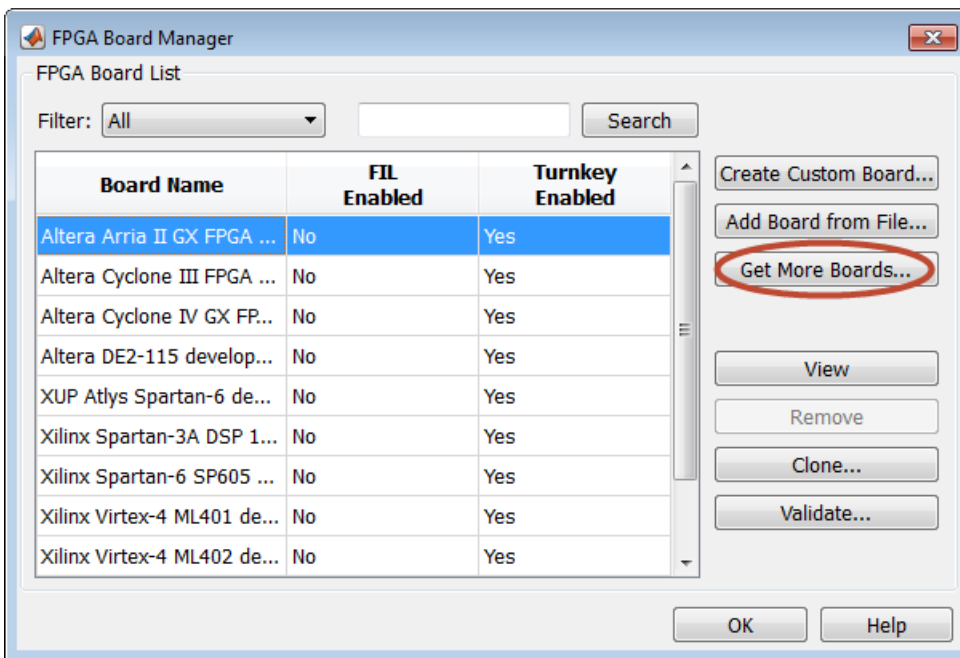 FPGA Board Manager
FPGA Board List
Filter: All Search
Board Name FIL Enabled Turnkey Enabled
Altera Arria II GX FPGA ... No Yes
Altera Cyclone III FPGA ... No Yes
Altera Cyclone IV GX FP... No Yes
Altera DE2-115 develop... No Yes
XUP Atlys Spartan-6 de... No Yes
Xilinx Spartan-3A DSP 1... No Yes
Xilinx Spartan-6 SP605 ... No Yes
Xilinx Virtex-4 ML401 de... No Yes
Xilinx Virtex-4 ML402 de... No Yes
Create Custom Board...
Add Board from File...
Get More Boards...
View
Remove
Clone...
Validate...
OK Help